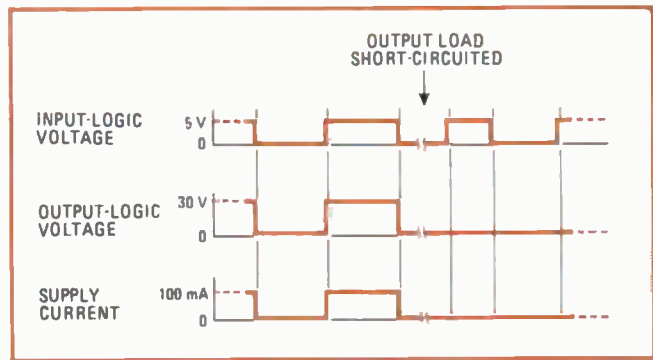 OUTPUT LOAD
SHORT-CIRCUITED
INPUT-LOGIC
VOLTAGE
5 V
0
OUTPUT-LOGIC
VOLTAGE
30 V
0
SUPPLY
CURRENT
100 mA
0